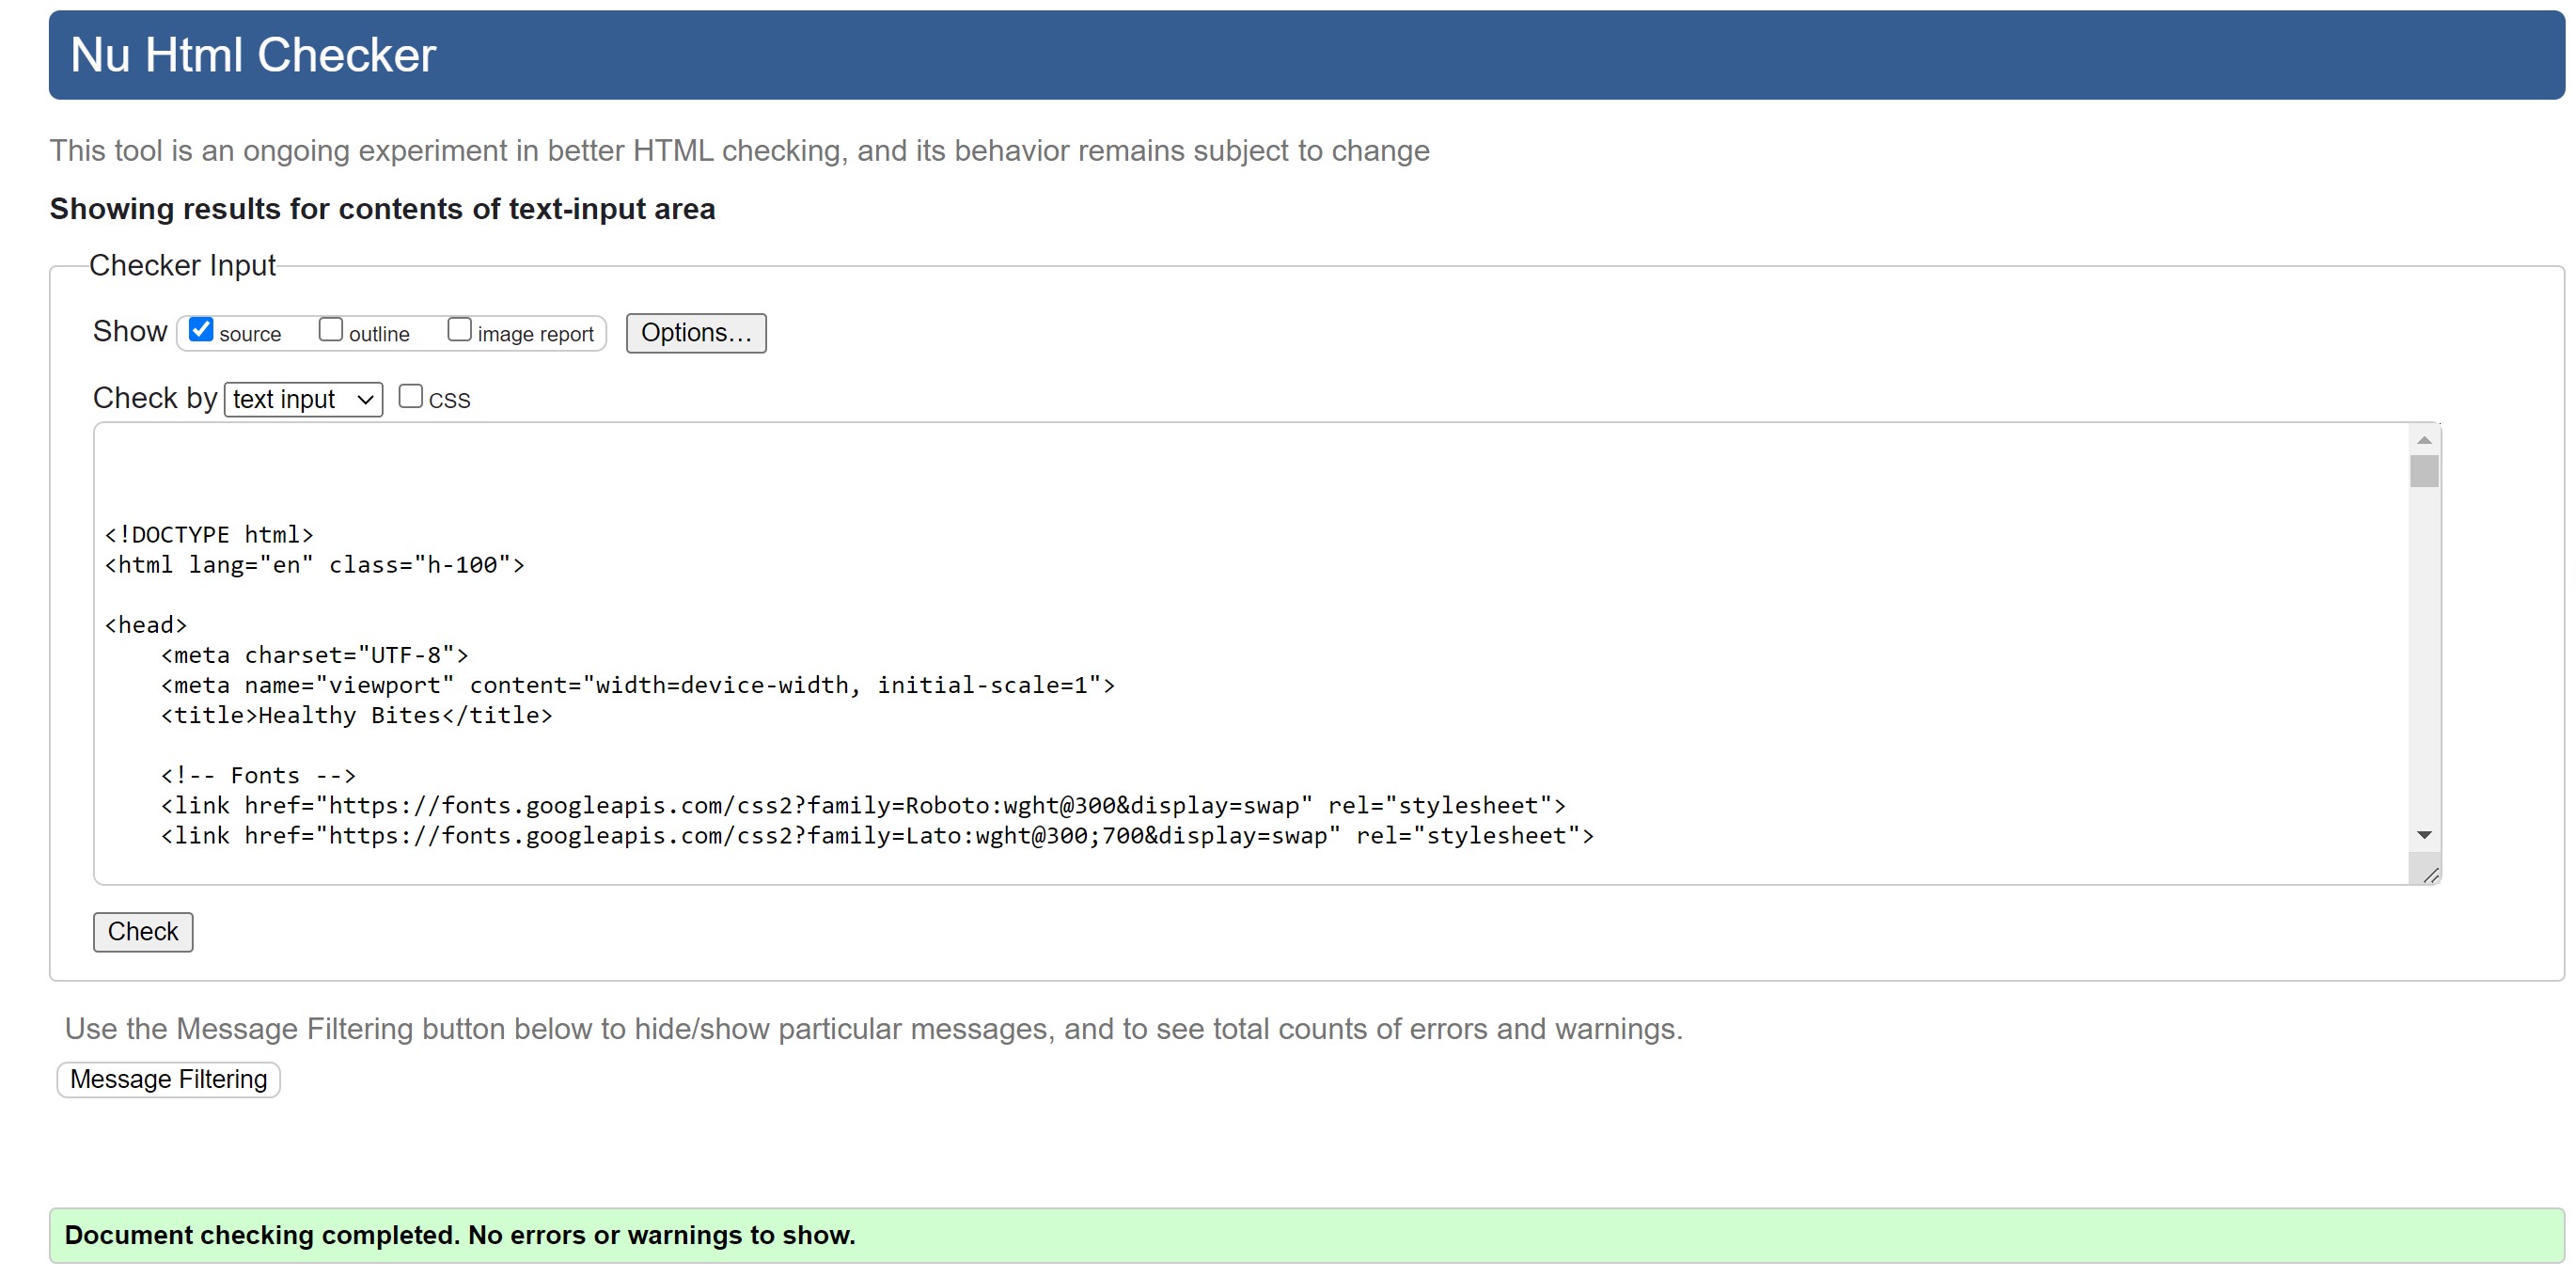 Nu Html Checker
This tool is an ongoing experiment in better HTML checking, and its behavior remains subject to change
Showing results for contents of text-input area
Checker Input
Show source outline image report Options...
Check by text input CSS
<!DOCTYPE html>
<html lang="en" class="h-100">
<head>
    <meta charset="UTF-8">
    <meta name="viewport" content="width=device-width, initial-scale=1">
    <title>Healthy Bites</title>
    <!-- Fonts -->
    <link href="https://fonts.googleapis.com/css2?family=Roboto:wght@300&display=swap" rel="stylesheet">
    <link href="https://fonts.googleapis.com/css2?family=Lato:wght@300;700&display=swap" rel="stylesheet">
Check
Use the Message Filtering button below to hide/show particular messages, and to see total counts of errors and warnings.
Message Filtering
Document checking completed. No errors or warnings to show.